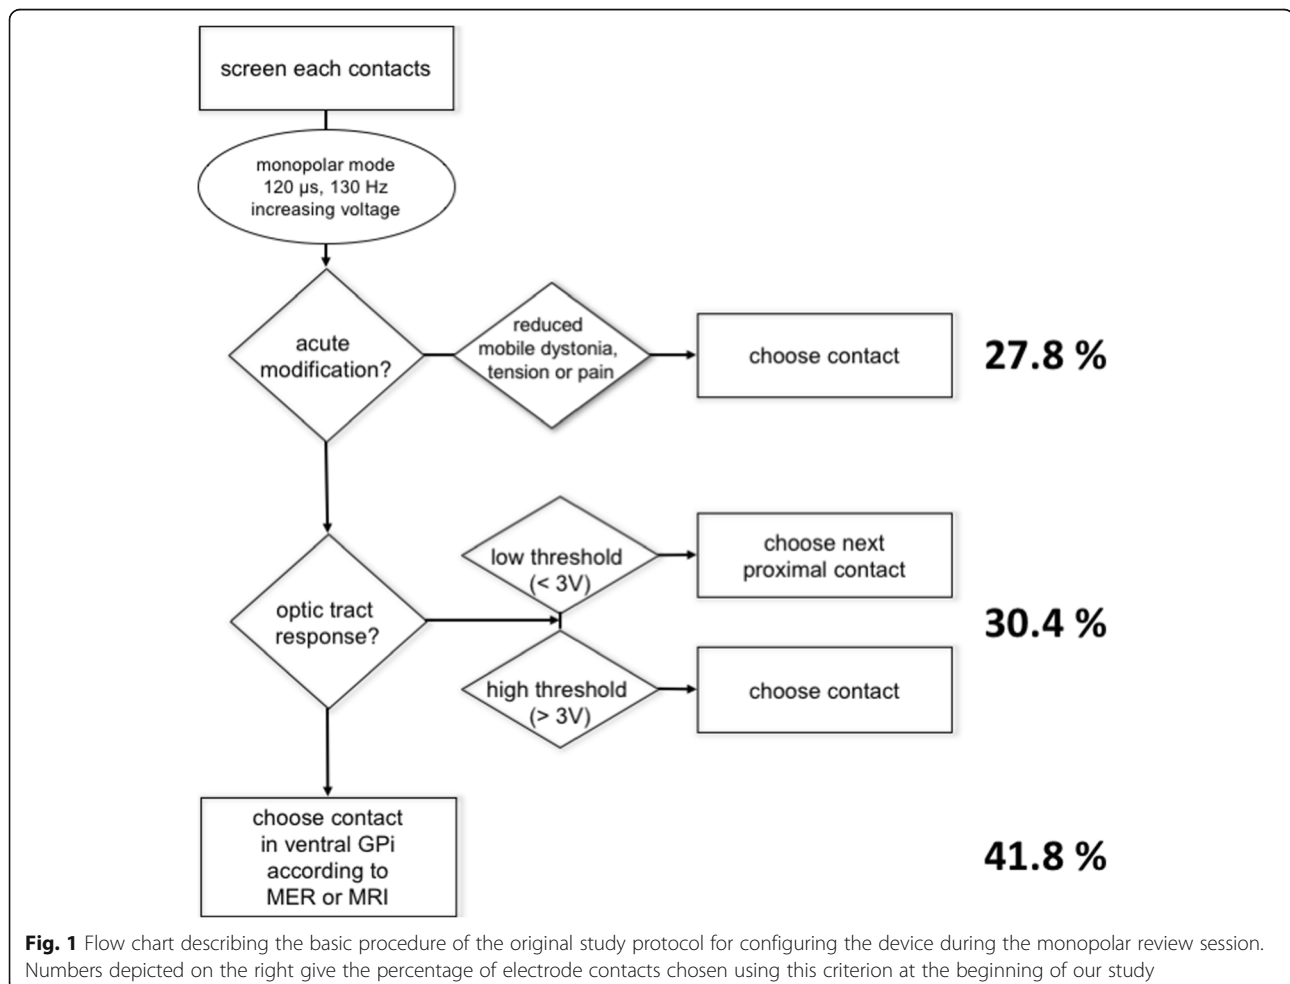 screen each contacts
monopolar mode
120 µs, 130 Hz
increasing voltage
acute
modification?
reduced
mobile dystonia,
tension or pain
choose contact
27.8 %
optic tract
response?
low threshold
(< 3V)
choose next
proximal contact
30.4 %
high threshold
(> 3V)
choose contact
choose contact
in ventral GPi
according to
MER or MRI
41.8 %
Fig. 1 Flow chart describing the basic procedure of the original study protocol for configuring the device during the monopolar review session.
Numbers depicted on the right give the percentage of electrode contacts chosen using this criterion at the beginning of our study